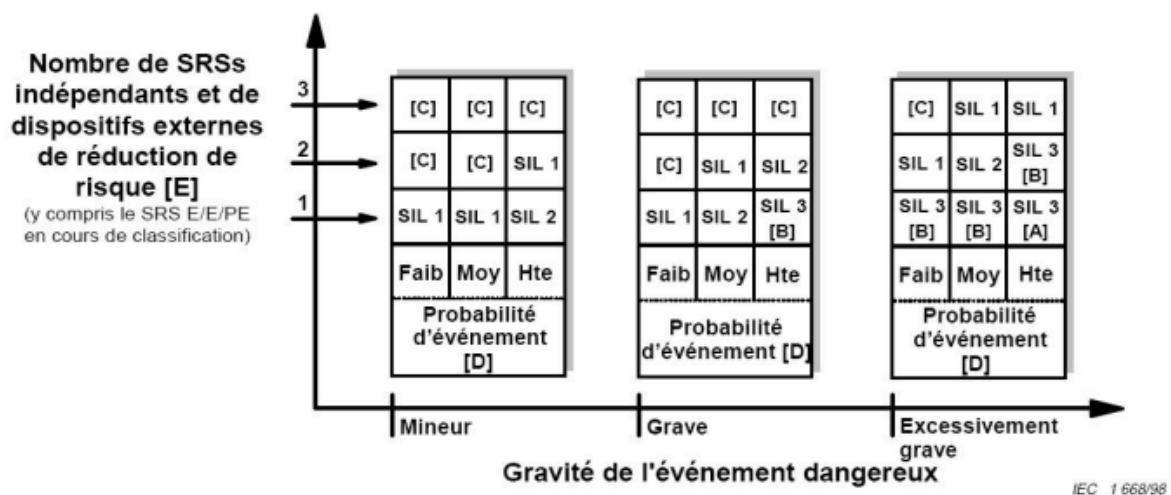 Nombre de SRSs
indépendants et de
dispositifs externes
de réduction de
risque [E]
(y compris le SRS E/E/PE
en cours de classification)
3
2
1
[C] [C] [C]
[C] [C] SIL 1
SIL 1 SIL 1 SIL 2
Faib Moy Hte
Probabilité
d'événement
[D]
[C] [C] [C]
[C] SIL 1 SIL 2
SIL 1 SIL 2 SIL 3 [B]
Faib Moy Hte
Probabilité
d'événement [D]
[C] SIL 1 SIL 1
SIL 1 SIL 2 SIL 3 [B]
SIL 3 [B] SIL 3 [B] SIL 3 [A]
Faib Moy Hte
Probabilité
d'événement
[D]
Mineur
Grave
Excessivement
grave
Gravité de l'événement dangereux
IEC 1 668/98